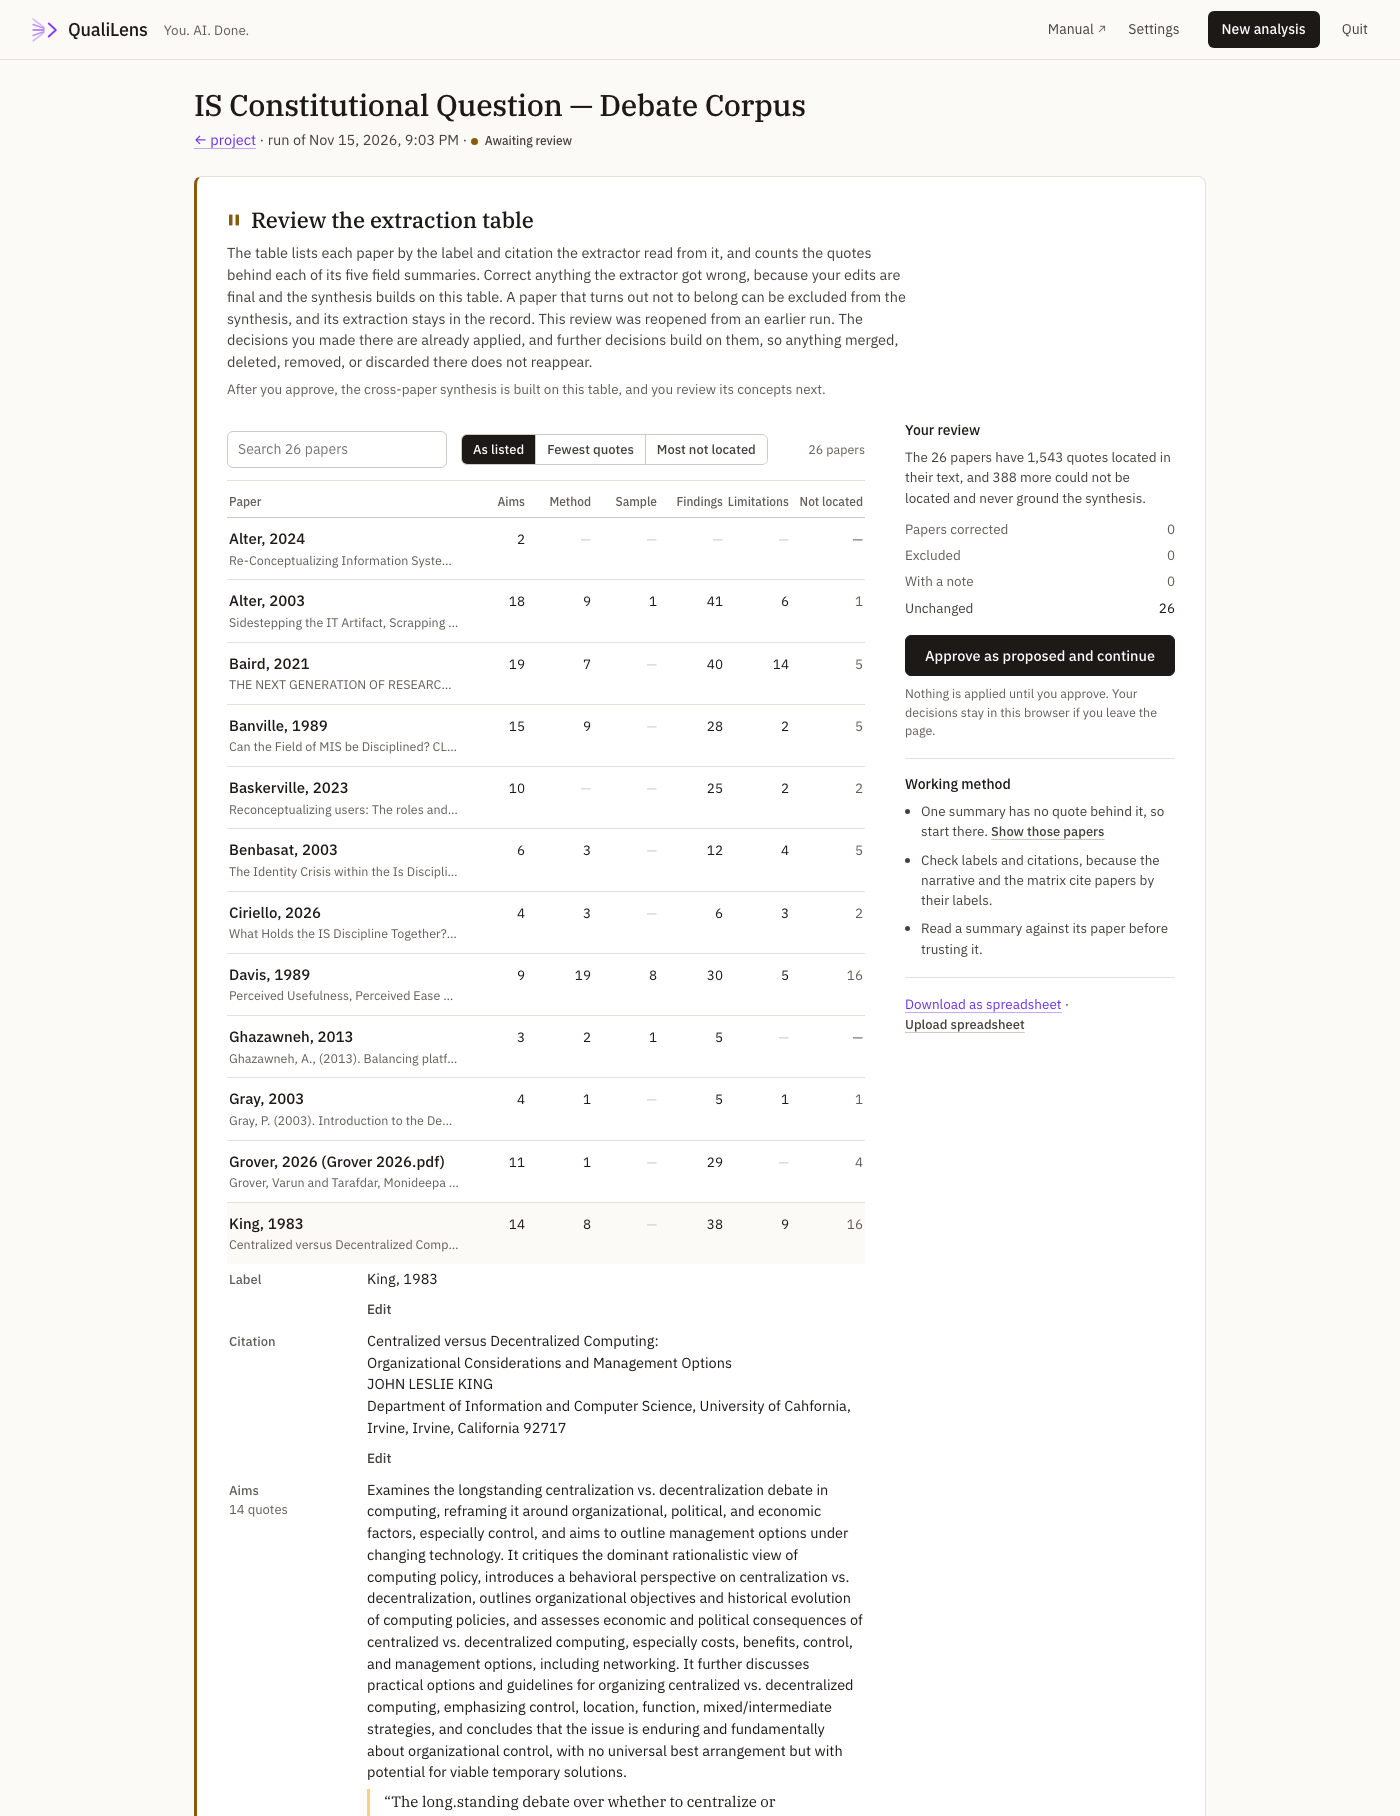 QualiLens You. AI. Done. Manual ↗ Settings New analysis Quit
IS Constitutional Question — Debate Corpus
← project · run of Nov 15, 2026, 9:03 PM · Awaiting review
Review the extraction table
The table lists each paper by the label and citation the extractor read from it, and counts the quotes
behind each of its five field summaries. Correct anything the extractor got wrong, because your edits are
final and the synthesis builds on this table. A paper that turns out not to belong can be excluded from the
synthesis, and its extraction stays in the record. This review was reopened from an earlier run. The
decisions you made there are already applied, and further decisions build on them, so anything merged,
deleted, removed, or discarded there does not reappear.
After you approve, the cross-paper synthesis is built on this table, and you review its concepts next.
Search 26 papers As listed Fewest quotes Most not located 26 papers
Paper Aims Method Sample Findings Limitations Not located
Alter, 2024 2 — — — — —
Re-Conceptualizing Information Syste...
Alter, 2003 18 9 1 41 6 1
Sidestepping the IT Artifact, Scrapping ...
Baird, 2021 19 7 — 40 14 5
THE NEXT GENERATION OF RESEARC...
Banville, 1989 15 9 — 28 2 5
Can the Field of MIS be Disciplined? CL...
Baskerville, 2023 10 — — 25 2 2
Reconceptualizing users: The roles and...
Benbasat, 2003 6 3 — 12 4 5
The Identity Crisis within the Is Discipli...
Ciriello, 2026 4 3 — 6 3 2
What Holds the IS Discipline Together?...
Davis, 1989 9 19 8 30 5 16
Perceived Usefulness, Perceived Ease ...
Ghazawneh, 2013 3 2 1 5 — —
Ghazawneh, A., (2013). Balancing platf...
Gray, 2003 4 1 — 5 1 1
Gray, P. (2003). Introduction to the De...
Grover, 2026 (Grover 2026.pdf) 11 1 — 29 — 4
Grover, Varun and Tarafdar, Monideepa ...
King, 1983 14 8 — 38 9 16
Centralized versus Decentralized Comp...
Label King, 1983
Edit
Citation Centralized versus Decentralized Computing:
Organizational Considerations and Management Options
JOHN LESLIE KING
Department of Information and Computer Science, University of Cahfornia,
Irvine, Irvine, California 92717
Edit
Aims
14 quotes
Examines the longstanding centralization vs. decentralization debate in
computing, reframing it around organizational, political, and economic
factors, especially control, and aims to outline management options under
changing technology. It critiques the dominant rationalistic view of
computing policy, introduces a behavioral perspective on centralization vs.
decentralization, outlines organizational objectives and historical evolution
of computing policies, and assesses economic and political consequences of
centralized vs. decentralized computing, especially costs, benefits, control,
and management options, including networking. It further discusses
practical options and guidelines for organizing centralized vs. decentralized
computing, emphasizing control, location, function, mixed/intermediate
strategies, and concludes that the issue is enduring and fundamentally
about organizational control, with no universal best arrangement but with
potential for viable temporary solutions.
“The long.standing debate over whether to centralize or
Your review
The 26 papers have 1,543 quotes located in
their text, and 388 more could not be
located and never ground the synthesis.
Papers corrected 0
Excluded 0
With a note 0
Unchanged 26
Approve as proposed and continue
Nothing is applied until you approve. Your
decisions stay in this browser if you leave the
page.
Working method
• One summary has no quote behind it, so
start there. Show those papers
• Check labels and citations, because the
narrative and the matrix cite papers by
their labels.
• Read a summary against its paper before
trusting it.
Download as spreadsheet ·
Upload spreadsheet